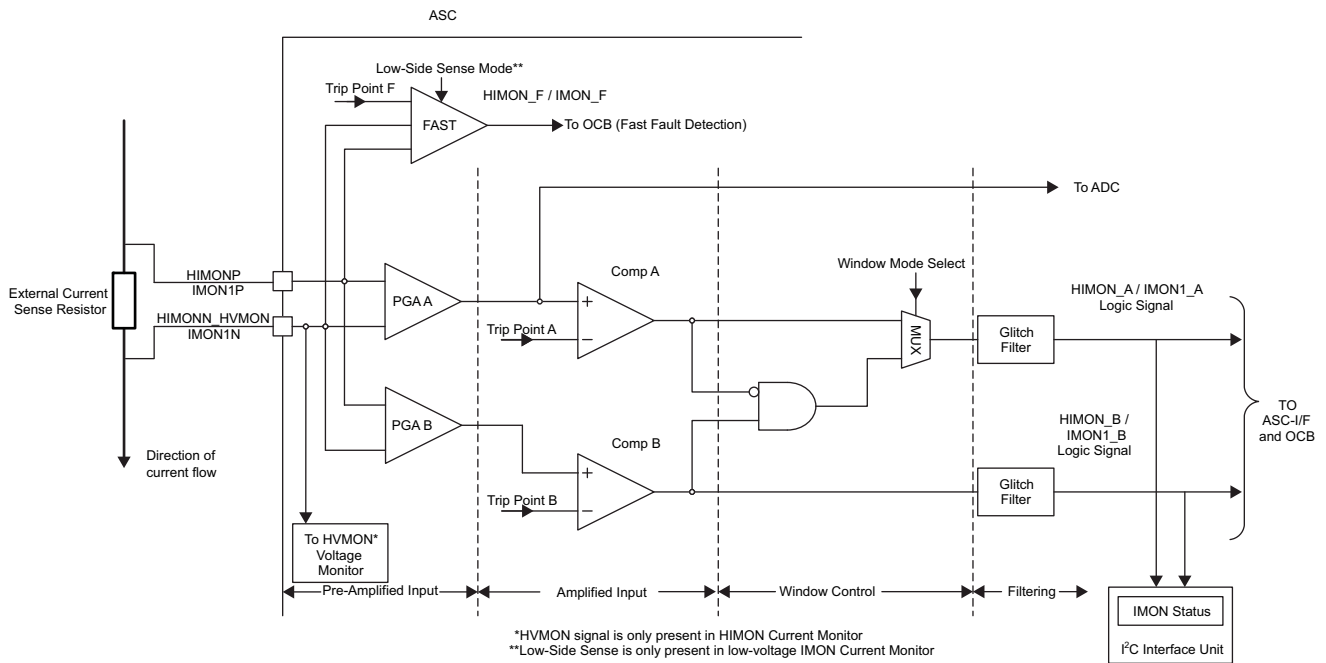 ASC
Low-Side Sense Mode**
Trip Point F
HIMON_F / IMON_F
FAST
To OCB (Fast Fault Detection)
To ADC
External Current
Sense Resistor
HIMONP
IMON1P
HIMONN_HVMON
IMON1N
PGA A
Comp A
+
Trip Point A
–
Window Mode Select
MUX
Glitch
Filter
HIMON_A / IMON1_A
Logic Signal
PGA B
Comp B
+
Trip Point B
–
HIMON_B /
IMON1_B
Logic Signal
Glitch
Filter
TO
ASC-I/F
and OCB
Direction of
current flow
To HVMON*
Voltage
Monitor
Pre-Amplified Input
Amplified Input
Window Control
Filtering
IMON Status
I²C Interface Unit
*HVMON signal is only present in HIMON Current Monitor
**Low-Side Sense is only present in low-voltage IMON Current Monitor